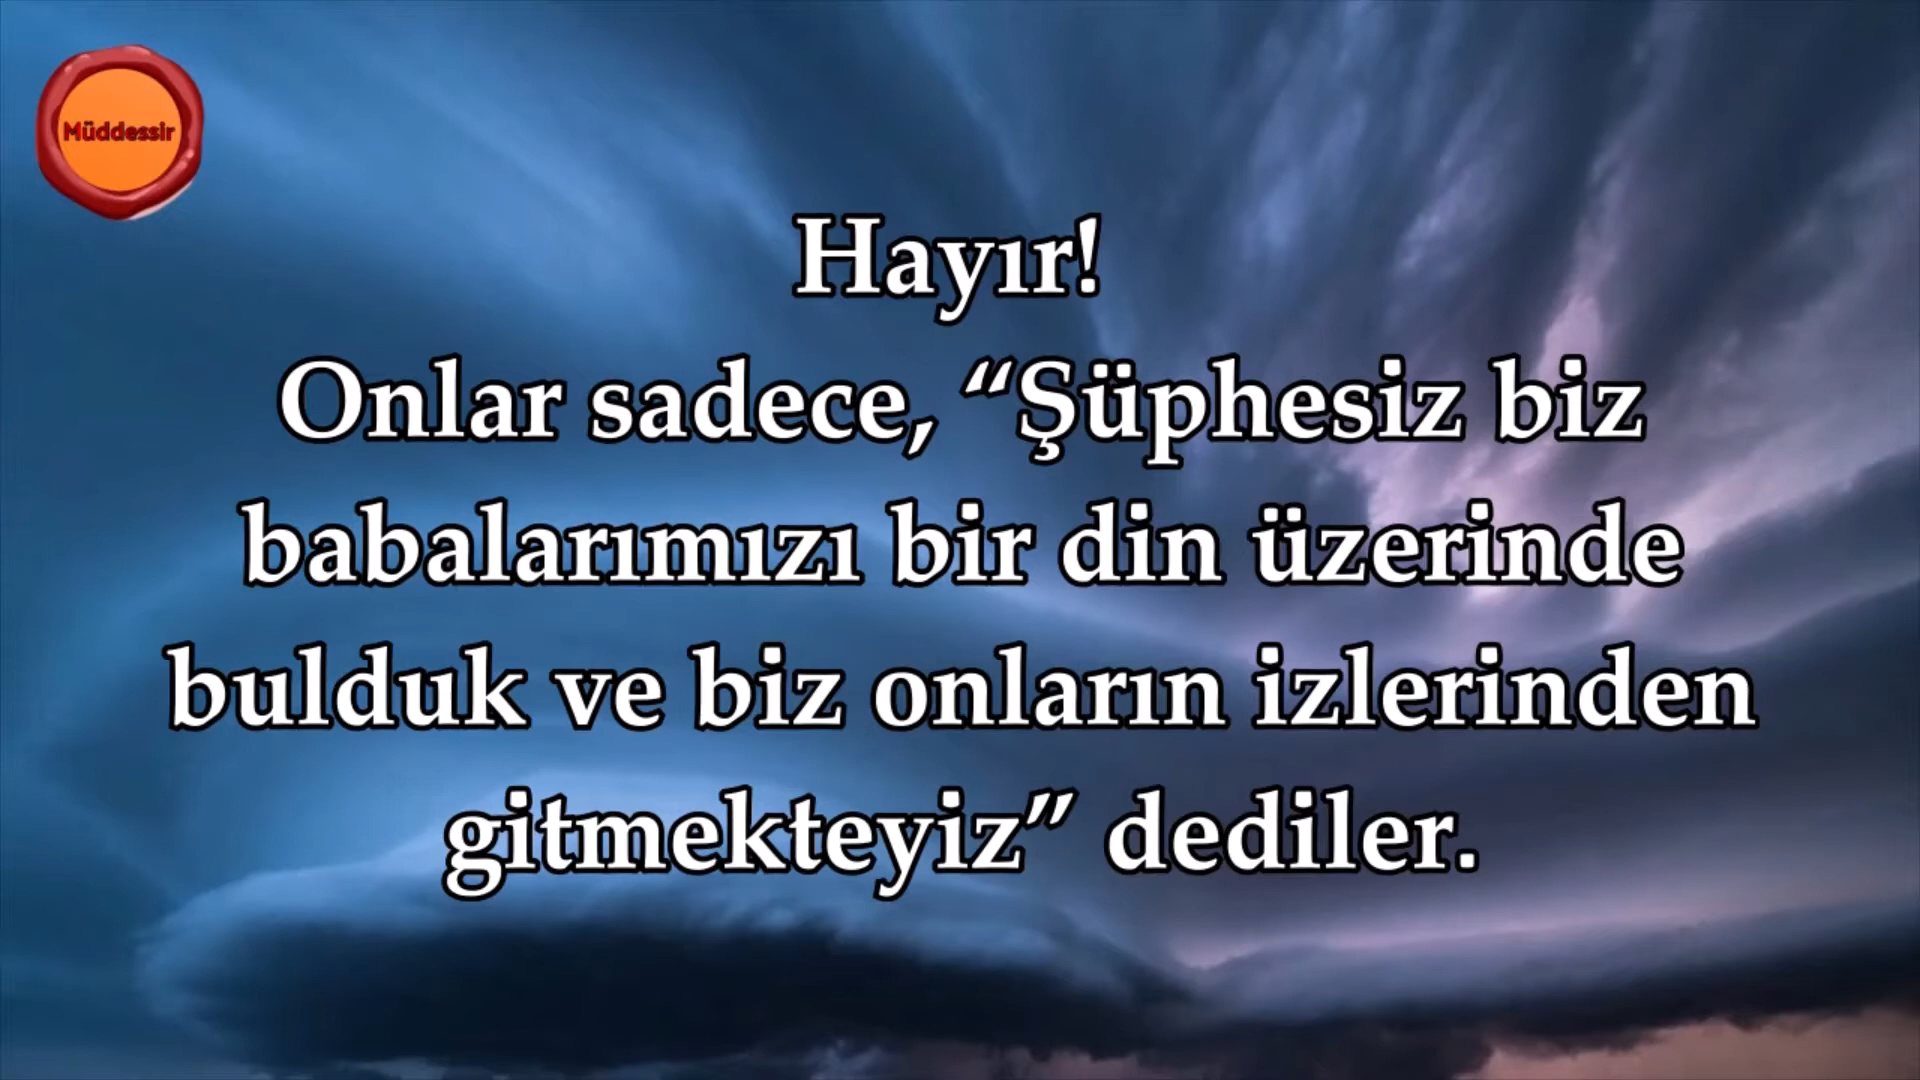 Müddessir
Hayır!
Onlar sadece, “Şüphesiz biz
babalarımızı bir din üzerinde
bulduk ve biz onların izlerinden
gitmekteyiz” dediler.